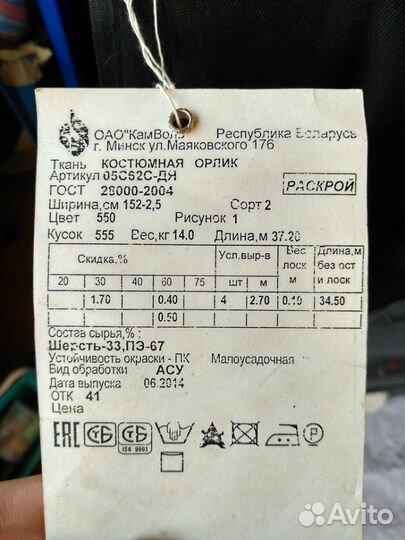 ОАО"КамВоль" Республика Беларусь
г. Минск ул.Маяковского 176
Ткань КОСТЮМНАЯ ОРЛИК
Артикул 05С62С-ДЯ
ГОСТ 28000-2004 РАСКРОЙ
Ширина,см 152-2,5 Сорт 2
Цвет 550 Рисунок 1
Кусок 555 Вес,кг 14.0 Длина,м 37.20
Скидка,% Усл.выр-в Вес лоск м Длина,м без ост и лоск
20 30 40 60 75 шт м
1.70 0.40 4 2.70 0.10 34.50
0.50
Состав сырья,% :
Шерсть-33,ПЭ-67
Устойчивость окраски - ПК Малоусадочная
Вид обработки АСУ
Дата выпуска 06.2014
ОТК 41
Цена
ЕАС СТБ СТБ ISO 9001 P
Avito